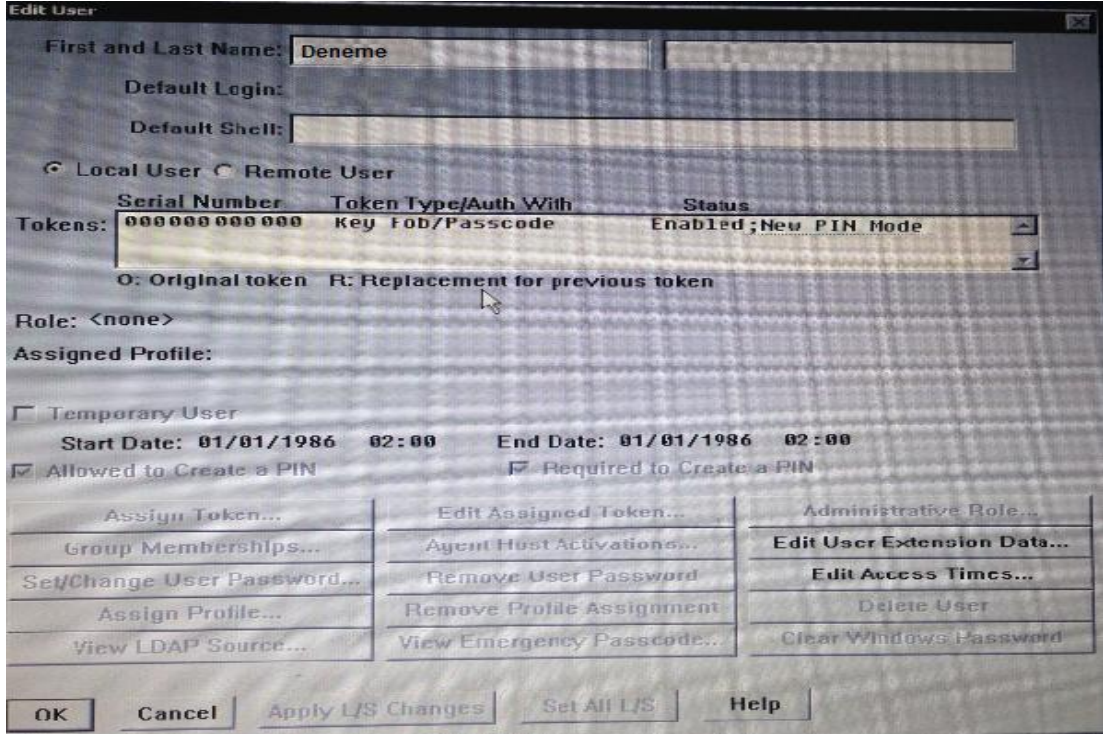 Edit User
First and Last Name: Deneme
Default Login:
Default Shell:
Local User Remote User
Serial Number Token Type/Auth With Status
Tokens: 000000000000 Key Fob/Passcode Enabled;New PIN Mode
O: Original token R: Replacement for previous token
Role: <none>
Assigned Profile:
Temporary User
Start Date: 01/01/1986 02:00 End Date: 01/01/1986 02:00
Allowed to Create a PIN Required to Create a PIN
Assign Token... Edit Assigned Token... Administrative Role...
Group Memberships... Agent Host Activations... Edit User Extension Data...
Set/Change User Password... Remove User Password Edit Access Times...
Assign Profile... Remove Profile Assignment Delete User
View LDAP Source... View Emergency Passcode... Clear Windows Password
OK Cancel Apply L/S Changes Set All L/S Help